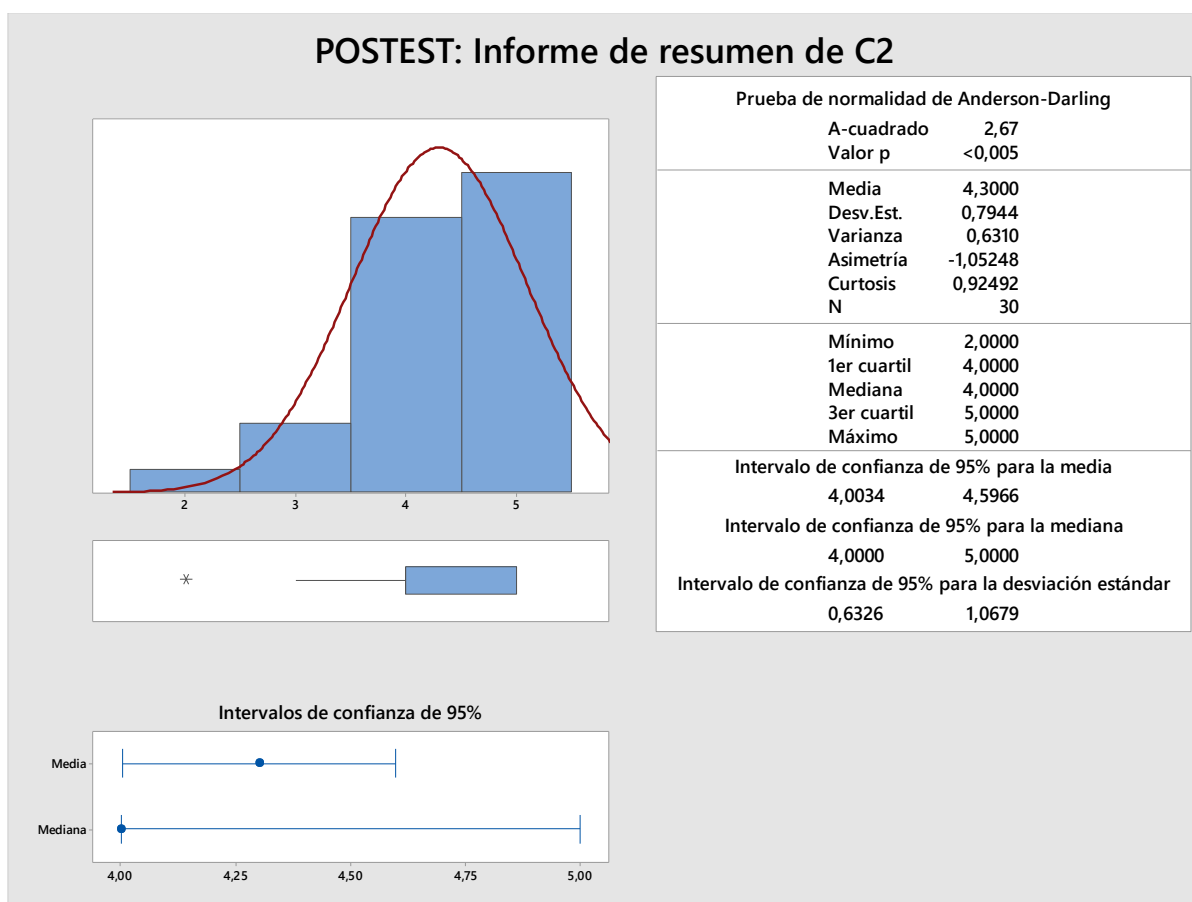 POSTEST: Informe de resumen de C2
2 3 4 5
Prueba de normalidad de Anderson-Darling
A-cuadrado 2,67
Valor p <0,005
Media 4,3000
Desv.Est. 0,7944
Varianza 0,6310
Asimetría -1,05248
Curtosis 0,92492
N 30
Mínimo 2,0000
1er cuartil 4,0000
Mediana 4,0000
3er cuartil 5,0000
Máximo 5,0000
Intervalo de confianza de 95% para la media
4,0034 4,5966
Intervalo de confianza de 95% para la mediana
4,0000 5,0000
Intervalo de confianza de 95% para la desviación estándar
0,6326 1,0679
Intervalos de confianza de 95%
Media
Mediana
4,00 4,25 4,50 4,75 5,00